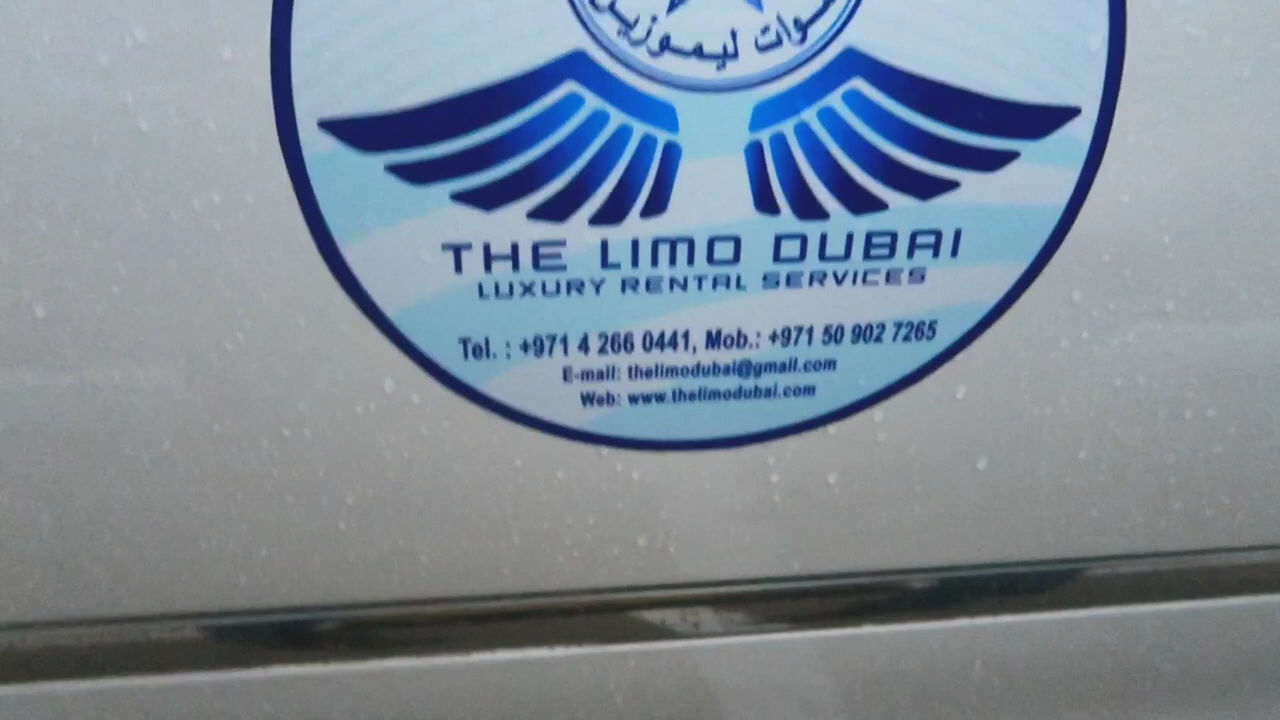 ليموزين
THE LIMO DUBAI
LUXURY RENTAL SERVICES
Tel. : +971 4 266 0441, Mob.: +971 50 902 7265
E-mail: thelimodubai@gmail.com
Web: www.thelimodubai.com